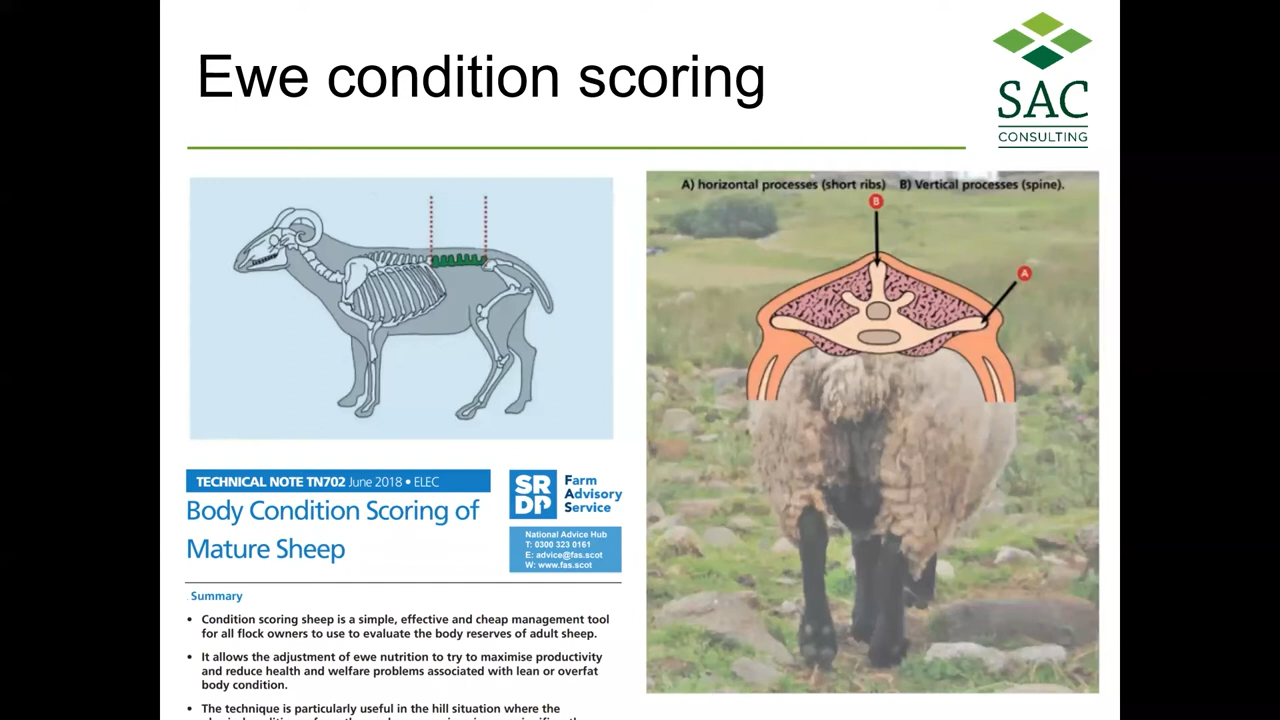 Ewe condition scoring
SAC
CONSULTING
A) horizontal processes (short ribs) B) Vertical processes (spine).
B
A
TECHNICAL NOTE TN702 June 2018 • ELEC
Body Condition Scoring of
Mature Sheep
SR
DP
Farm
Advisory
Service
National Advice Hub
T: 0300 323 0161
E: advice@fas.scot
W: www.fas.scot
Summary
• Condition scoring sheep is a simple, effective and cheap management tool
for all flock owners to use to evaluate the body reserves of adult sheep.
• It allows the adjustment of ewe nutrition to try to maximise productivity
and reduce health and welfare problems associated with lean or overfat
body condition.
• The technique is particularly useful in the hill situation where the